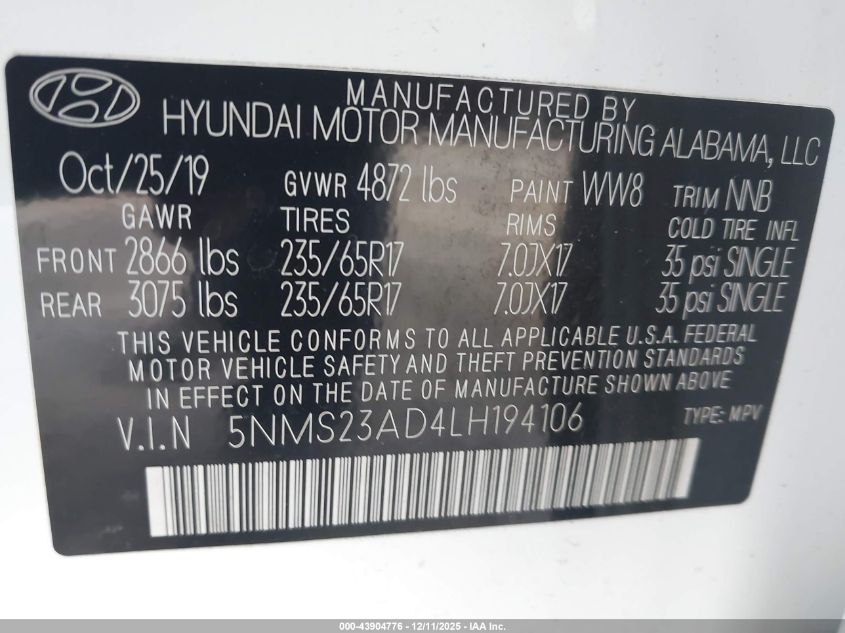 MANUFACTURED BY
HYUNDAI MOTOR MANUFACTURING ALABAMA, LLC
Oct/25/19 GVWR 4872 lbs PAINT WW8 TRIM NNB
GAWR TIRES RIMS COLD TIRE INFL
FRONT 2866 lbs 235/65R17 7.0JX17 35 psi SINGLE
REAR 3075 lbs 235/65R17 7.0JX17 35 psi SINGLE
THIS VEHICLE CONFORMS TO ALL APPLICABLE U.S.A. FEDERAL
MOTOR VEHICLE SAFETY AND THEFT PREVENTION STANDARDS
IN EFFECT ON THE DATE OF MANUFACTURE SHOWN ABOVE
V.I.N 5NMS23AD4LH194106 TYPE: MPV
000-43904776 - 12/11/2025 - IAA Inc.